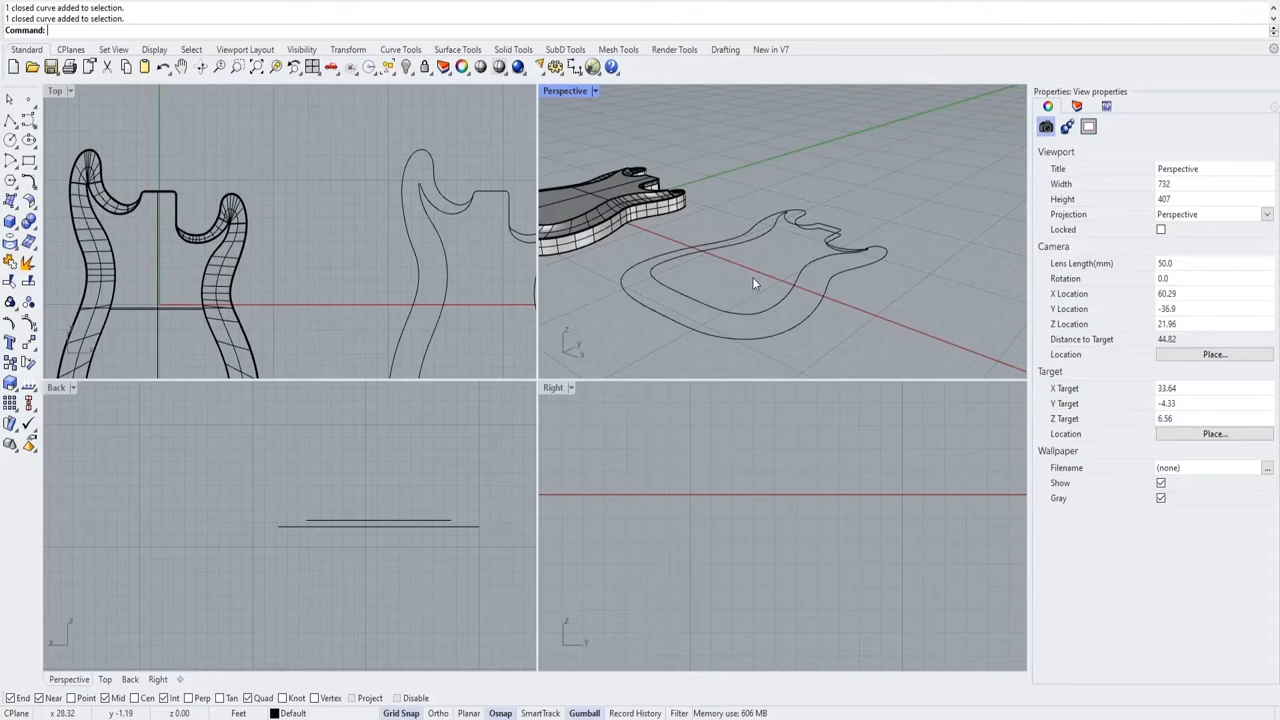 1 closed curve added to selection.
1 closed curve added to selection.
Command:
Standard CPlanes Set View Display Select Viewport Layout Visibility Transform Curve Tools Surface Tools Solid Tools SubD Tools Mesh Tools Render Tools Drafting New in V7
Top
Perspective
Properties: View properties
Viewport
Title Perspective
Width 732
Height 407
Projection Perspective
Locked
Camera
Lens Length(mm) 50.0
Rotation 0.0
X Location 60.29
Y Location -36.9
Z Location 21.96
Distance to Target 44.82
Location Place...
Target
X Target 33.64
Y Target -4.33
Z Target 6.56
Location Place...
Wallpaper
Filename (none) ...
Show
Gray
z
y
x
Back
Right
z
x
z
y
Perspective Top Back Right
End Near Point Mid Cen Int Perp Tan Quad Knot Vertex Project Disable
CPlane x 28.32 y -1.19 z 0.00 Feet Default Grid Snap Ortho Planar Osnap SmartTrack Gumball Record History Filter Memory use: 606 MB